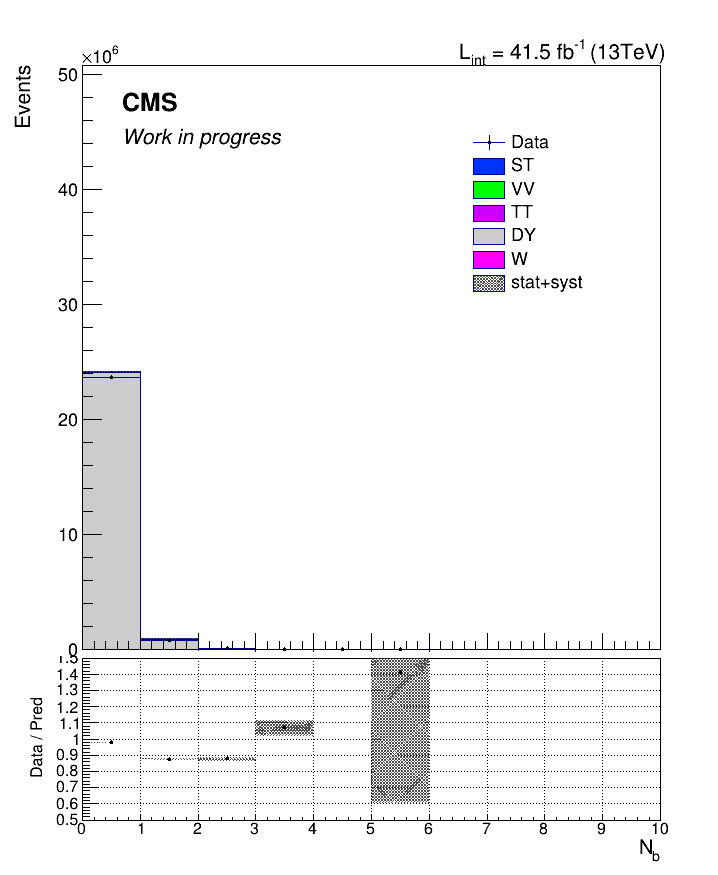 ×10⁶
L_int = 41.5 fb⁻¹ (13TeV)
Events
50
CMS
Work in progress
Data
ST
VV
TT
DY
W
stat+syst
40
30
20
10
0
Data / Pred
1.5
1.4
1.3
1.2
1.1
1
0.9
0.8
0.7
0.6
0.5
0 1 2 3 4 5 6 7 8 9 10
N_b